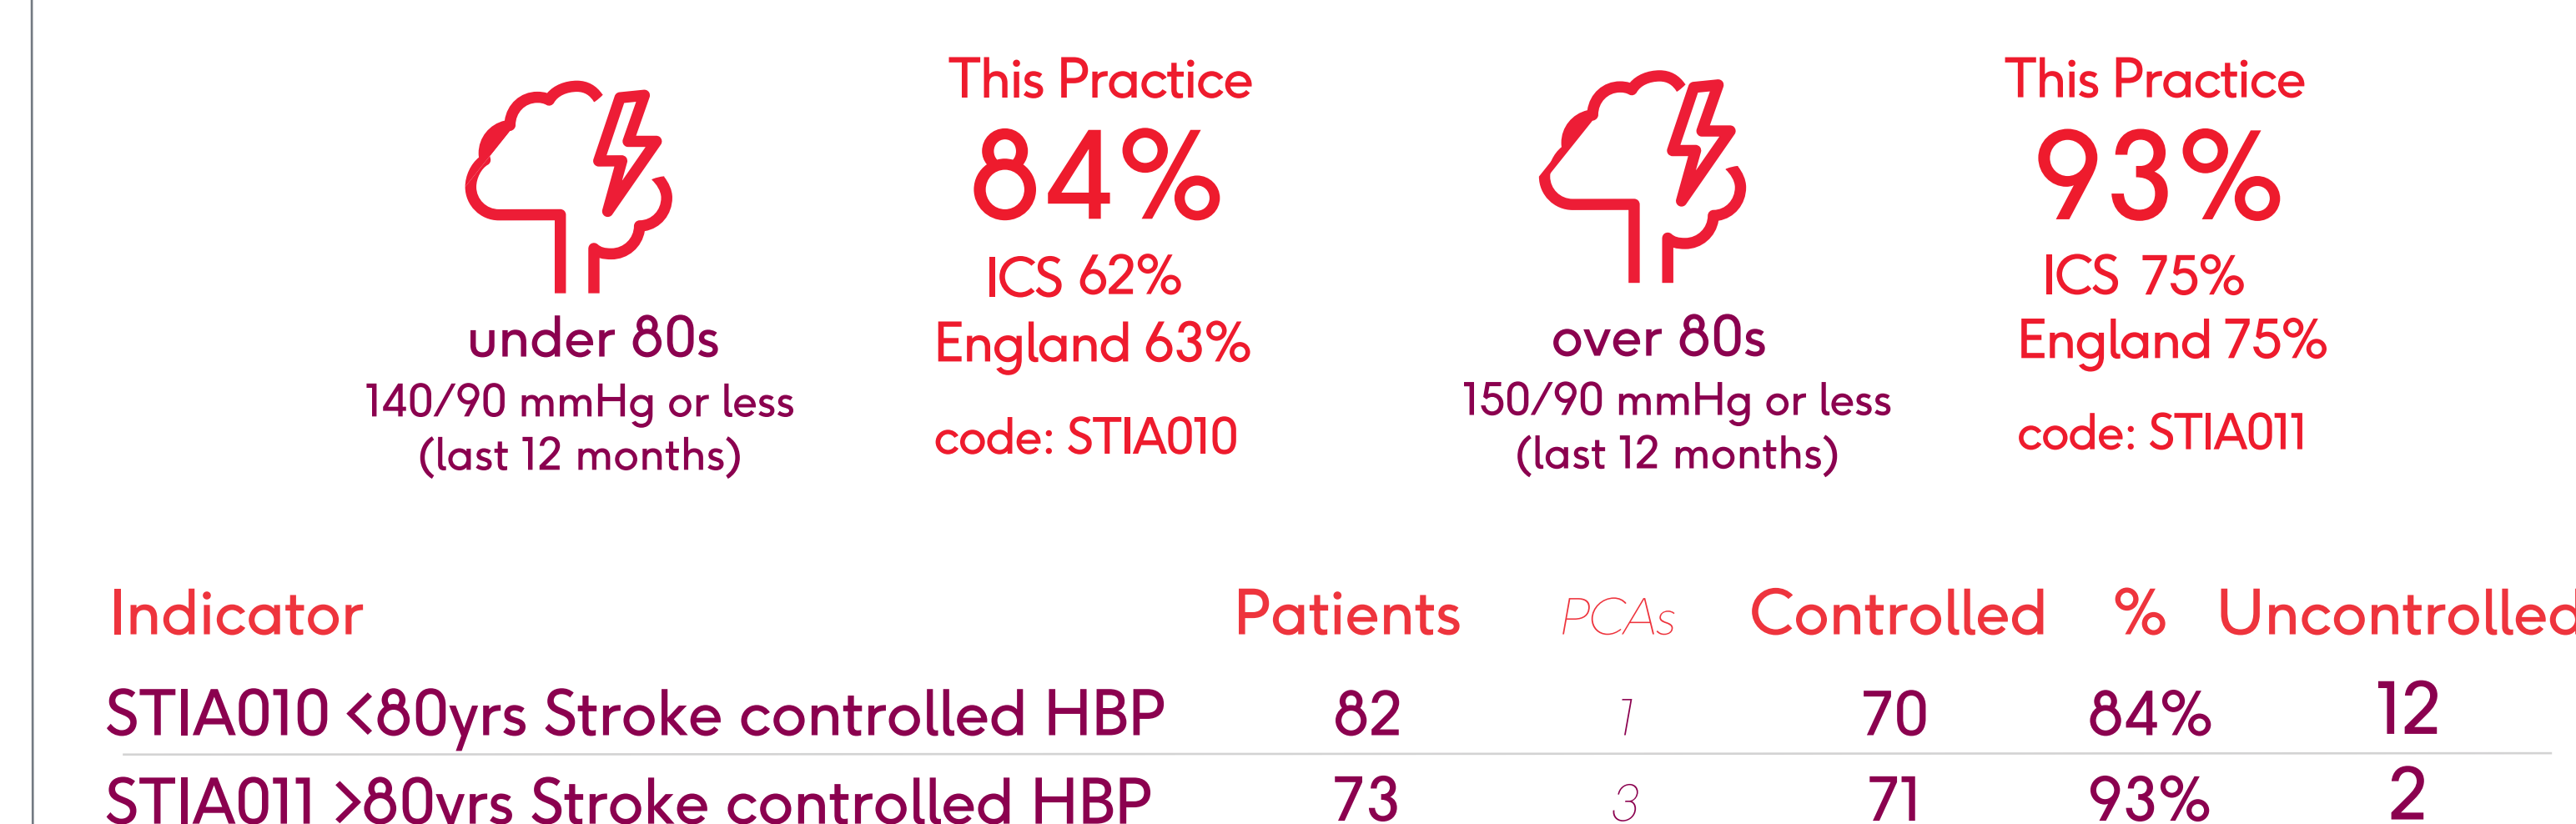 This Practice
84%
ICS 62%
England 63%
code: STIA010
under 80s
140/90 mmHg or less
(last 12 months)
This Practice
93%
ICS 75%
England 75%
code: STIA011
over 80s
150/90 mmHg or less
(last 12 months)
Indicator Patients PCAs Controlled % Uncontrolled
STIA010 <80yrs Stroke controlled HBP 82 1 70 84% 12
STIA011 >80yrs Stroke controlled HBP 73 3 71 93% 2